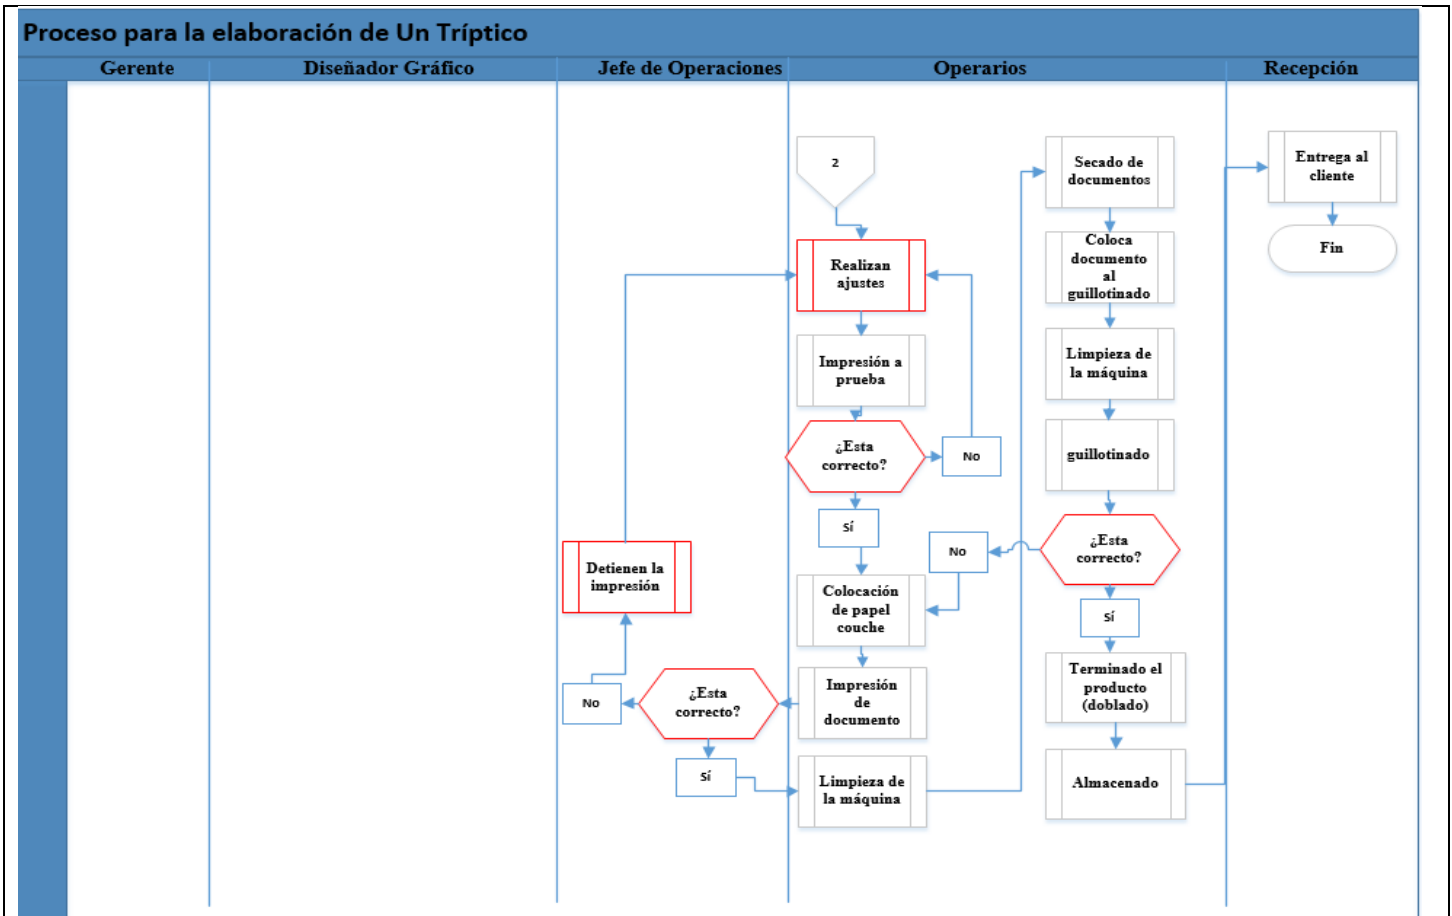 Proceso para la elaboración de Un Tríptico
Gerente
Diseñador Gráfico
Jefe de Operaciones
Operarios
Recepción
2
Realizan
ajustes
Impresión a
prueba
¿Esta
correcto?
No
Sí
Colocación
de papel
couche
Impresión
de
documento
¿Esta
correcto?
No
Detienen la
impresión
Sí
Limpieza de
la máquina
Secado de
documentos
Coloca
documento
al
guillotinado
Limpieza de
la máquina
guillotinado
¿Esta
correcto?
No
Sí
Terminado el
producto
(doblado)
Almacenado
Entrega al
cliente
Fin